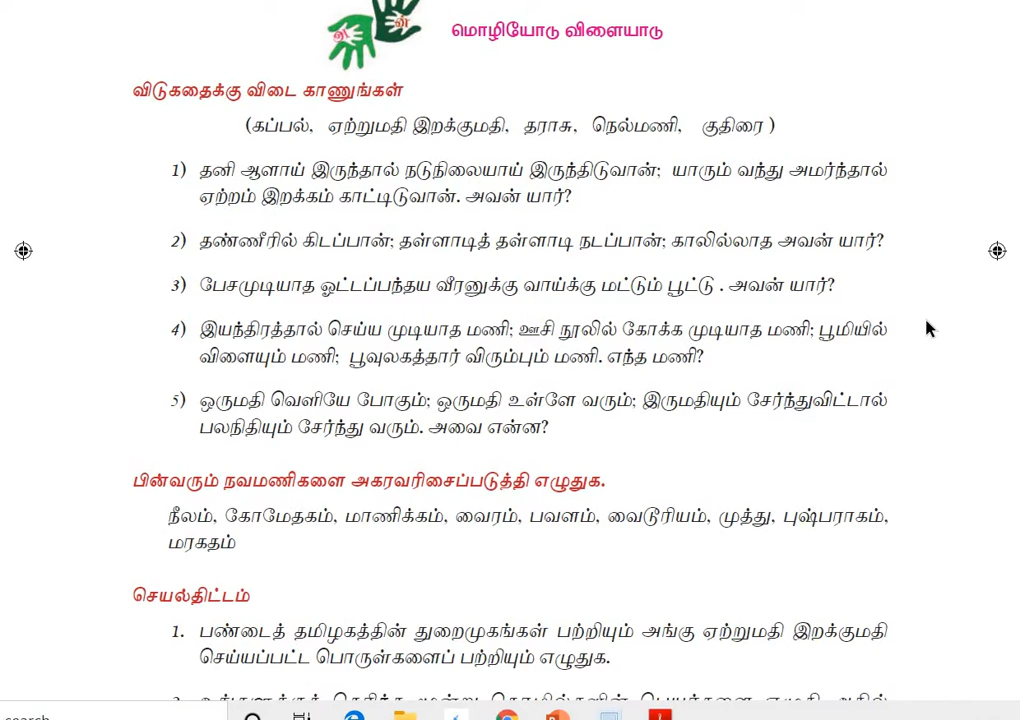 மொழியோடு விளையாடு
விடுகதைக்கு விடை காணுங்கள்
(கப்பல், ஏற்றுமதி இறக்குமதி, தராசு, நெல்மணி, குதிரை )
1) தனி ஆளாய் இருந்தால் நடுநிலையாய் இருந்திடுவான்; யாரும் வந்து அமர்ந்தால்
ஏற்றம் இறக்கம் காட்டிடுவான். அவன் யார்?
2) தண்ணீரில் கிடப்பான்; தள்ளாடித் தள்ளாடி நடப்பான்; காலில்லாத அவன் யார்?
3) பேசமுடியாத ஓட்டப்பந்தய வீரனுக்கு வாய்க்கு மட்டும் பூட்டு . அவன் யார்?
4) இயந்திரத்தால் செய்ய முடியாத மணி; ஊசி நூலில் கோக்க முடியாத மணி; பூமியில்
விளையும் மணி; பூவுலகத்தார் விரும்பும் மணி. எந்த மணி?
5) ஒருமதி வெளியே போகும்; ஒருமதி உள்ளே வரும்; இருமதியும் சேர்ந்துவிட்டால்
பலநிதியும் சேர்ந்து வரும். அவை என்ன?
பின்வரும் நவமணிகளை அகரவரிசைப்படுத்தி எழுதுக.
நீலம், கோமேதகம், மாணிக்கம், வைரம், பவளம், வைடூரியம், முத்து, புஷ்பராகம்,
மரகதம்
செயல்திட்டம்
1. பண்டைத் தமிழகத்தின் துறைமுகங்கள் பற்றியும் அங்கு ஏற்றுமதி இறக்குமதி
செய்யப்பட்ட பொருள்களைப் பற்றியும் எழுதுக.
search